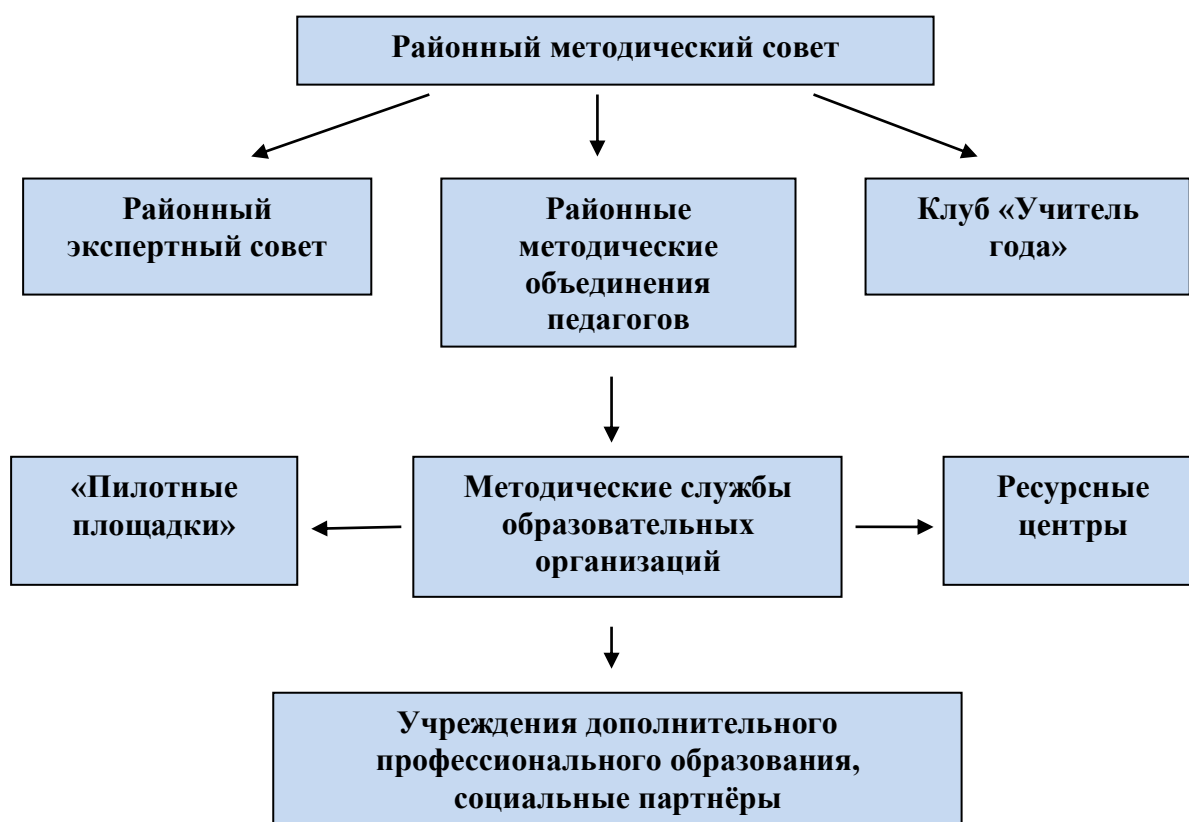 Районный методический совет
Районный
экспертный совет
Районные
методические
объединения
педагогов
Клуб «Учитель
года»
«Пилотные
площадки»
Методические службы
образовательных
организаций
Ресурсные
центры
Учреждения дополнительного
профессионального образования,
социальные партнёры